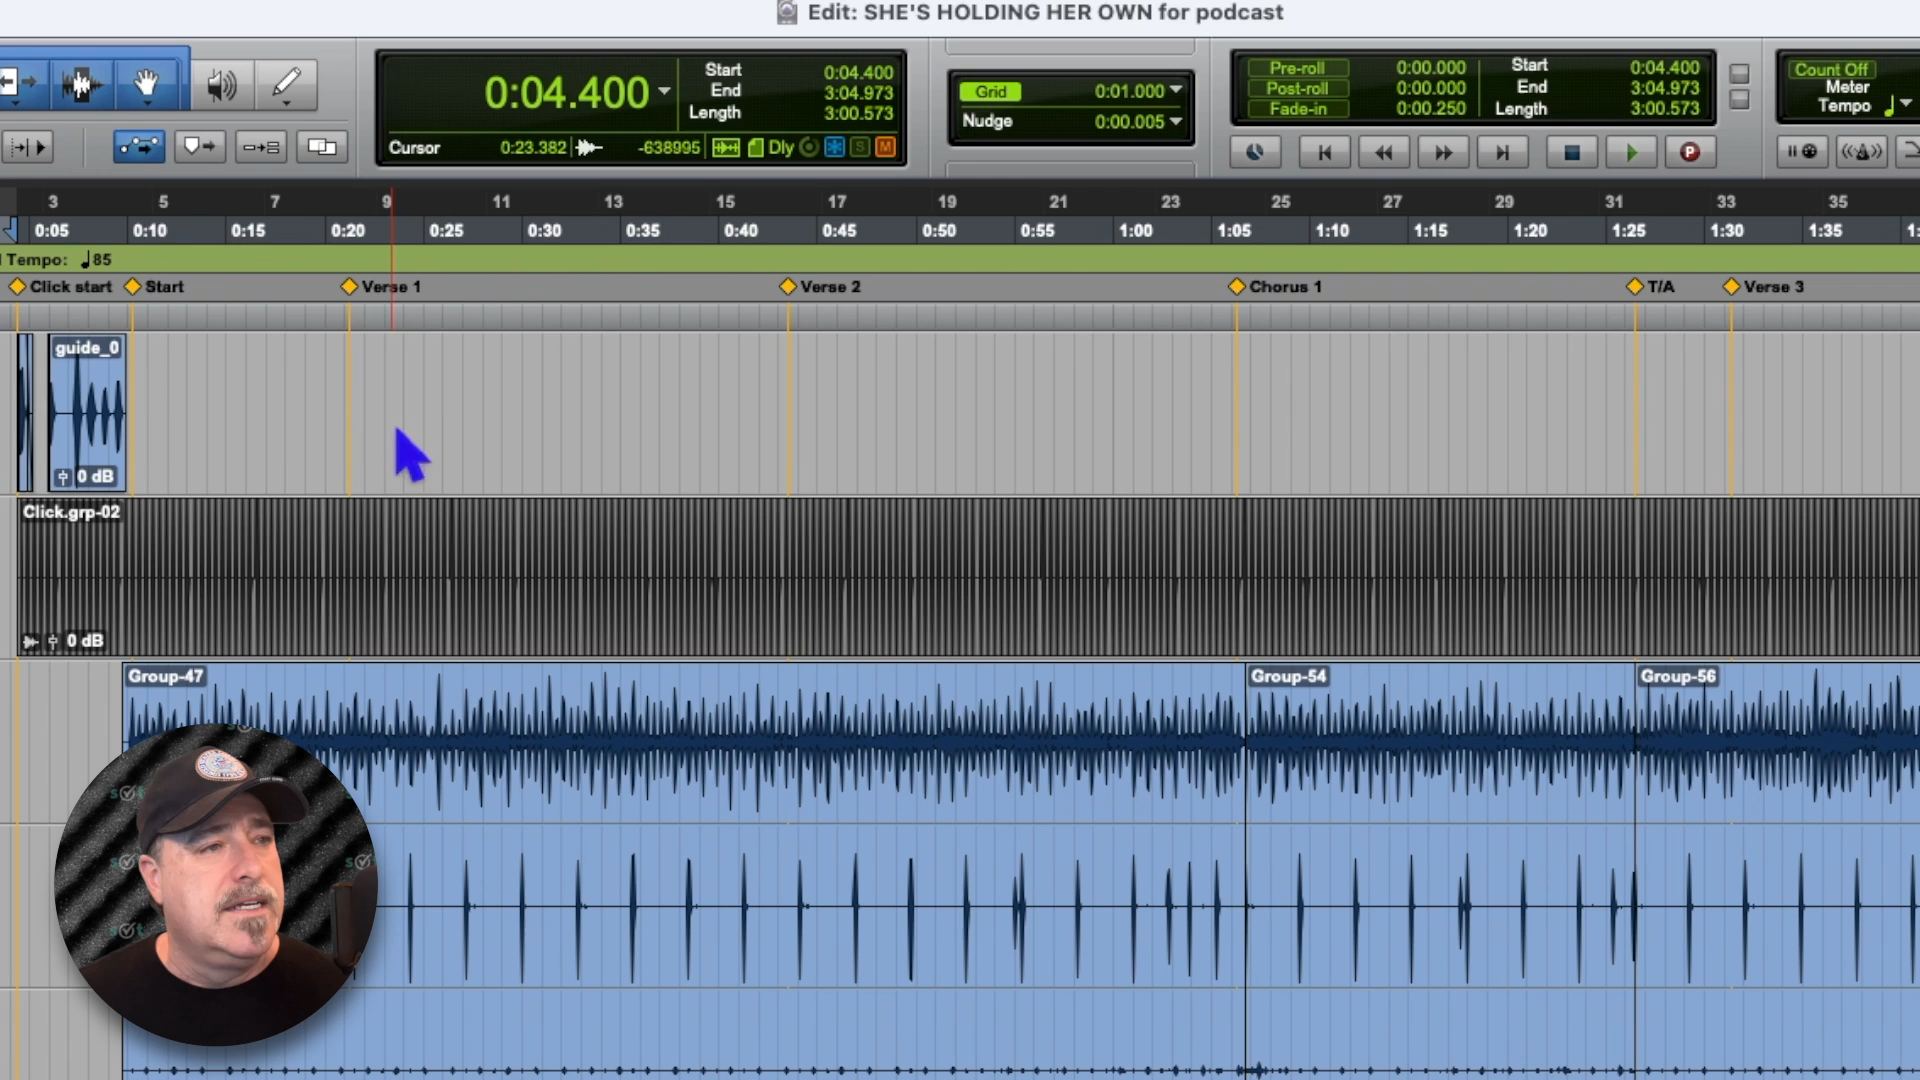 Edit: SHE'S HOLDING HER OWN for podcast
0:04.400
Start 0:04.400
End 3:04.973
Length 3:00.573
Cursor 0:23.382 -638995 Dly S M
Grid 0:01.000
Nudge 0:00.005
Pre-roll 0:00.000
Post-roll 0:00.000
Fade-in 0:00.250
Start 0:04.400
End 3:04.973
Length 3:00.573
Count Off
Meter
Tempo
P
3 5 7 9 11 13 15 17 19 21 23 25 27 29 31 33 35
0:05 0:10 0:15 0:20 0:25 0:30 0:35 0:40 0:45 0:50 0:55 1:00 1:05 1:10 1:15 1:20 1:25 1:30 1:35
Tempo: 85
Click start Start Verse 1 Verse 2 Chorus 1 T/A Verse 3
guide_0
0 dB
Click.grp-02
0 dB
Group-47 Group-54 Group-56